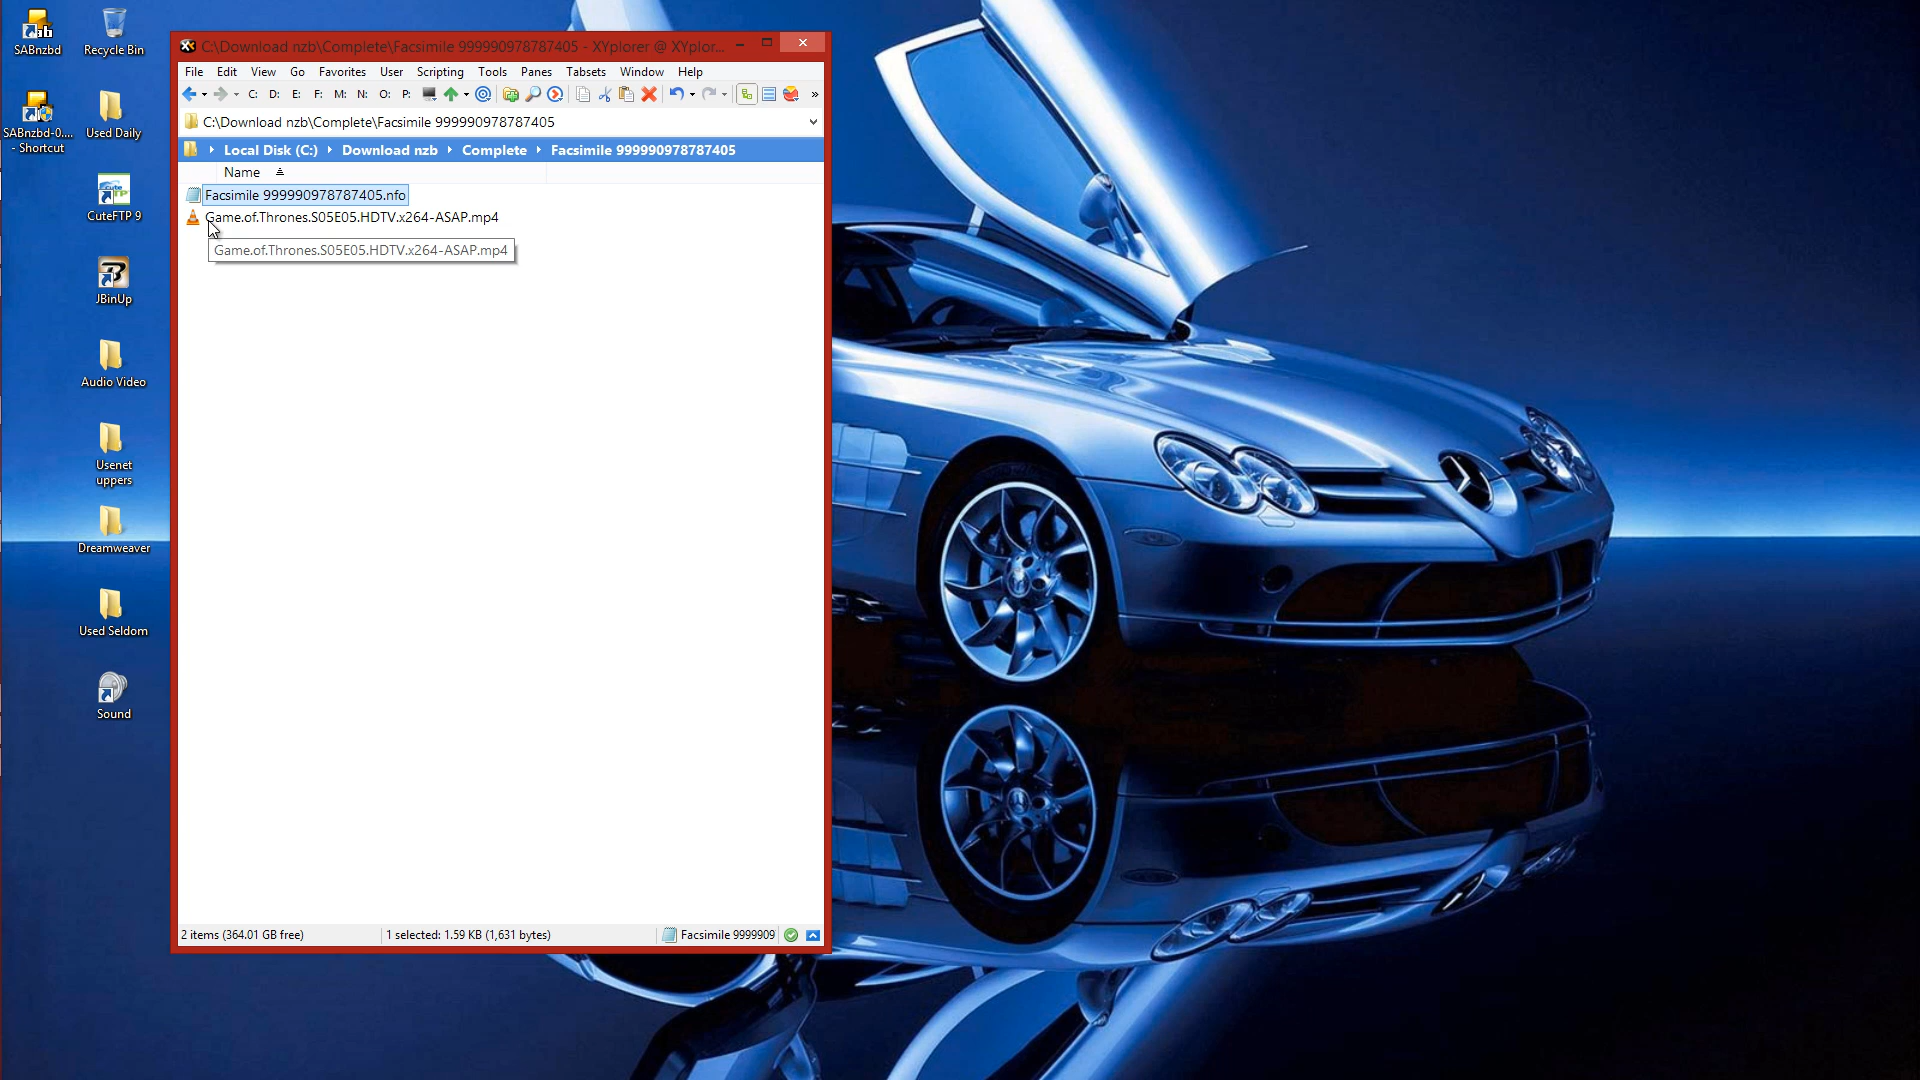 SABnzbd
Recycle Bin
SABnzbd-0....
- Shortcut
Used Daily
CuteFTP 9
JBinUp
Audio Video
Usenet
uppers
Dreamweaver
Used Seldom
Sound
C:\Download nzb\Complete\Facsimile 999990978787405 - XYplorer @ XYplor...
File Edit View Go Favorites User Scripting Tools Panes Tabsets Window Help
C: D: E: F: M: N: O: P: »
C:\Download nzb\Complete\Facsimile 999990978787405
Local Disk (C:) Download nzb Complete Facsimile 999990978787405
Name
Facsimile 999990978787405.nfo
Game.of.Thrones.S05E05.HDTV.x264-ASAP.mp4
Game.of.Thrones.S05E05.HDTV.x264-ASAP.mp4
2 items (364.01 GB free) 1 selected: 1.59 KB (1,631 bytes) Facsimile 9999909